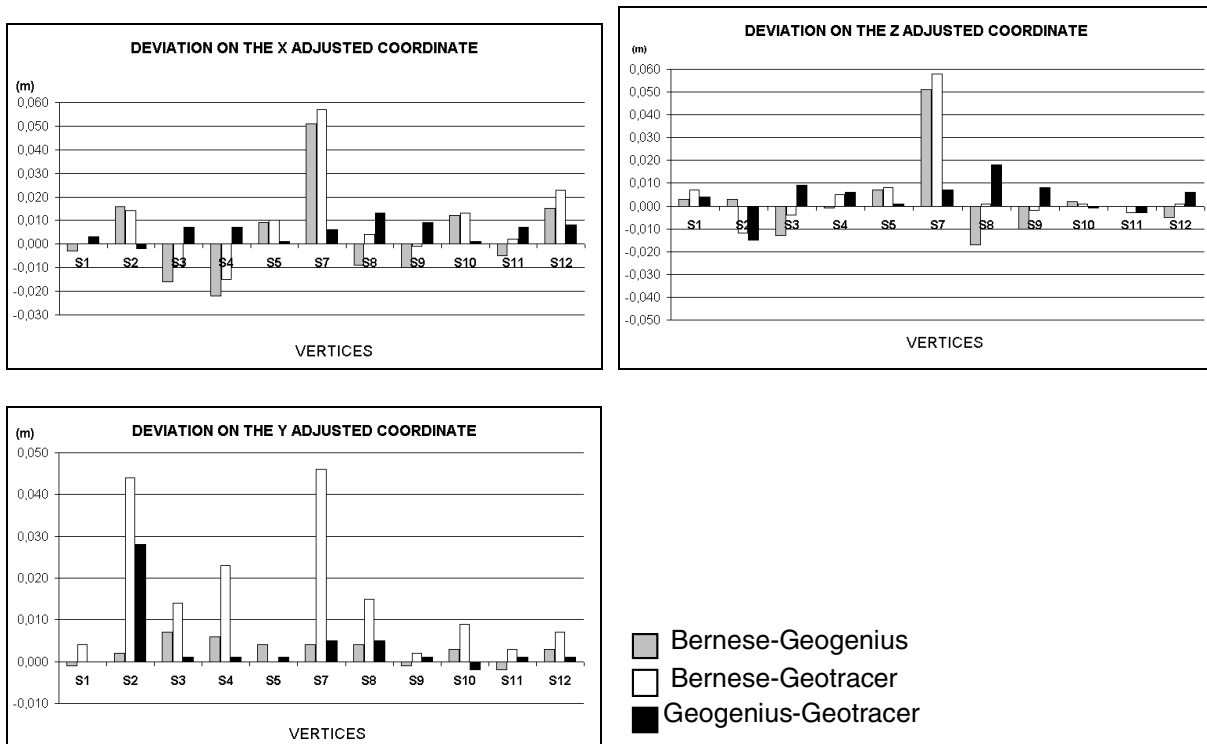 DEVIATION ON THE X ADJUSTED COORDINATE
(m)
0,060
0,050
0,040
0,030
0,020
0,010
0,000
-0,010
-0,020
-0,030
S1 S2 S3 S4 S5 S7 S8 S9 S10 S11 S12
VERTICES
DEVIATION ON THE Z ADJUSTED COORDINATE
(m)
0,060
0,050
0,040
0,030
0,020
0,010
0,000
-0,010
-0,020
-0,030
-0,040
-0,050
S1 S2 S3 S4 S5 S7 S8 S9 S10 S11 S12
VERTICES
DEVIATION ON THE Y ADJUSTED COORDINATE
(m)
0,050
0,040
0,030
0,020
0,010
0,000
-0,010
S1 S2 S3 S4 S5 S7 S8 S9 S10 S11 S12
VERTICES
Bernese-Geogenius
Bernese-Geotracer
Geogenius-Geotracer